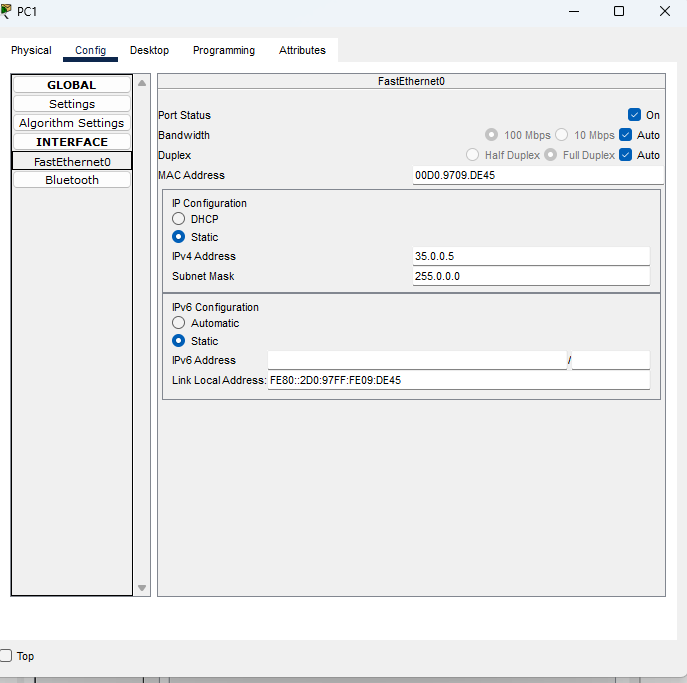 PC1
Physical Config Desktop Programming Attributes
GLOBAL
Settings
Algorithm Settings
INTERFACE
FastEthernet0
Bluetooth
FastEthernet0
Port Status On
Bandwidth 100 Mbps 10 Mbps Auto
Duplex Half Duplex Full Duplex Auto
MAC Address 00D0.9709.DE45
IP Configuration
DHCP
Static
IPv4 Address 35.0.0.5
Subnet Mask 255.0.0.0
IPv6 Configuration
Automatic
Static
IPv6 Address /
Link Local Address: FE80::2D0:97FF:FE09:DE45
Top